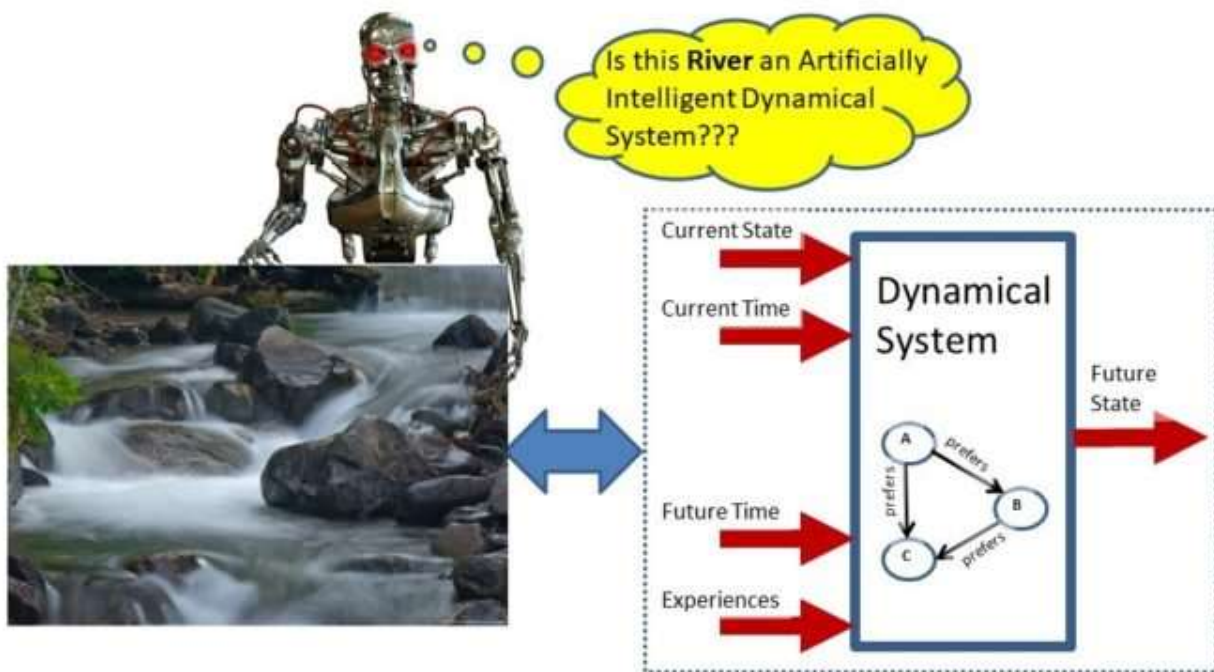 Is this River an Artificially
Intelligent Dynamical
System???
Current State
Current Time
Future Time
Experiences
Dynamical
System
A
prefers
prefers
B
prefers
C
Future
State